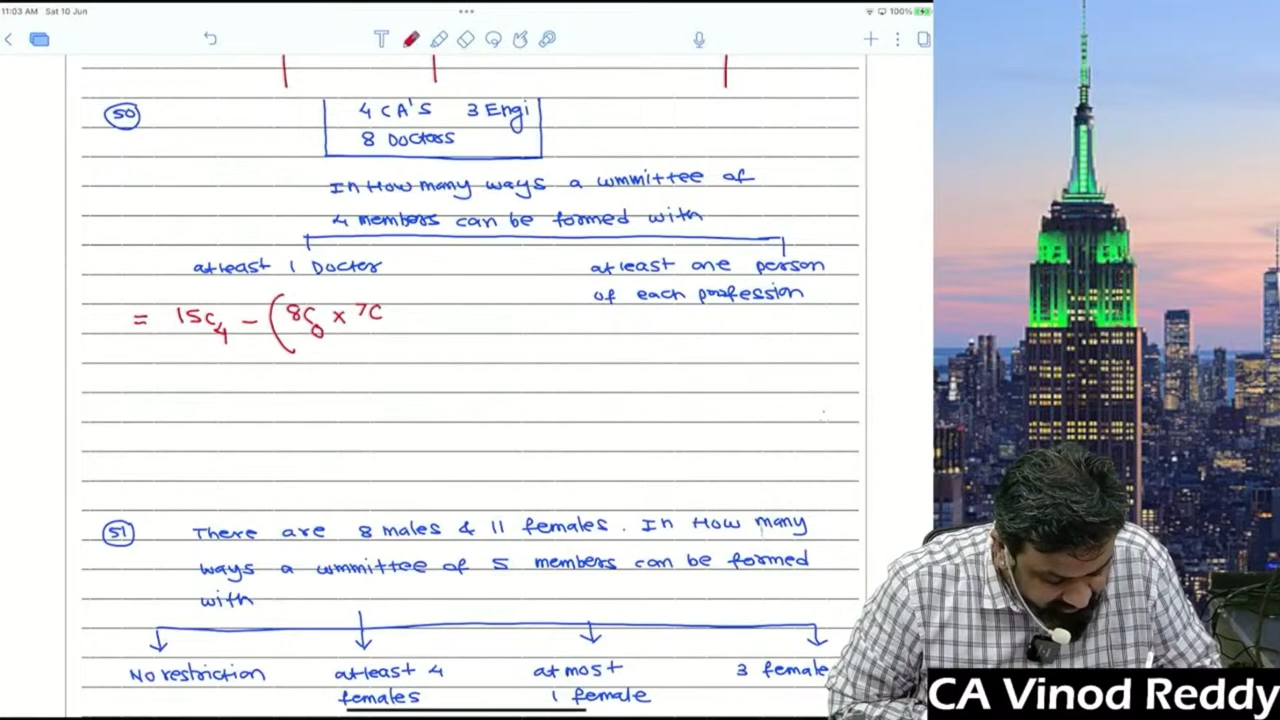 11:03 AM Sat 10 Jun
100%
50
4 CA'S 3 Engi
8 Doctors
In How many ways a committee of
4 members can be formed with
atleast 1 Doctor
atleast one person
of each profession
= 15C4 - (8C0 x 7C
51
There are 8 males & 11 females. In How many
ways a committee of 5 members can be formed
with
No restriction
atleast 4
females
atmost
1 female
3 female
CA Vinod Reddy